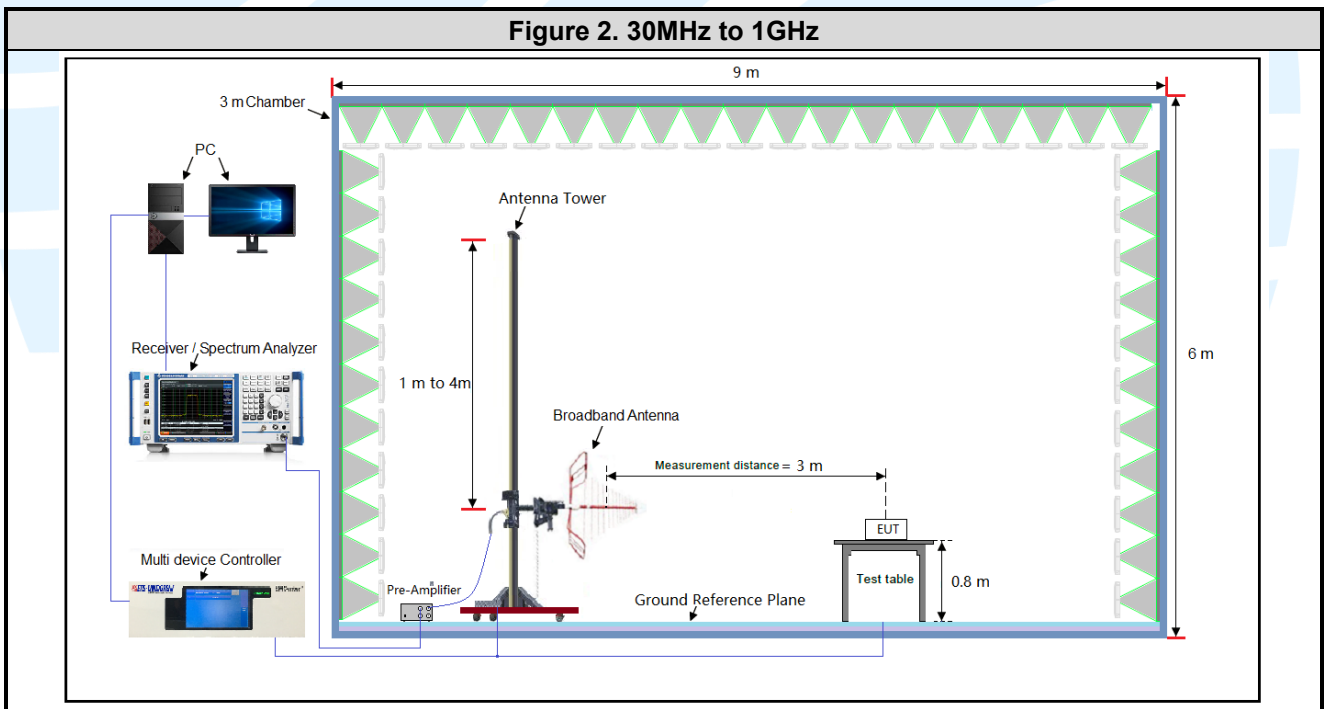 Figure 2. 30MHz to 1GHz
9 m
3 m Chamber
PC
Antenna Tower
Receiver / Spectrum Analyzer
1 m to 4m
6 m
Broadband Antenna
Measurement distance = 3 m
EUT
Multi device Controller
Pre-Amplifier
Test table
0.8 m
Ground Reference Plane